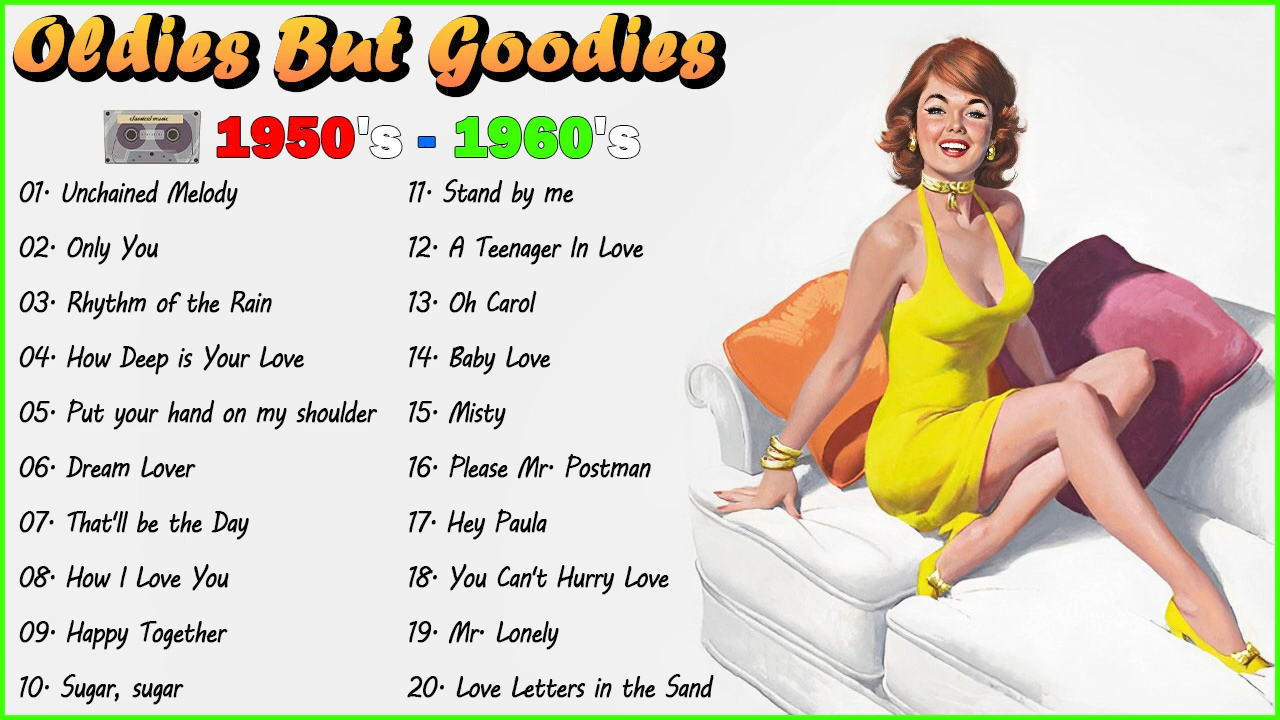 Oldies But Goodies
classical music
1950's - 1960's
01. Unchained Melody
02. Only You
03. Rhythm of the Rain
04. How Deep is Your Love
05. Put your hand on my shoulder
06. Dream Lover
07. That'll be the Day
08. How I Love You
09. Happy Together
10. Sugar, sugar
11. Stand by me
12. A Teenager In Love
13. Oh Carol
14. Baby Love
15. Misty
16. Please Mr. Postman
17. Hey Paula
18. You Can't Hurry Love
19. Mr. Lonely
20. Love Letters in the Sand